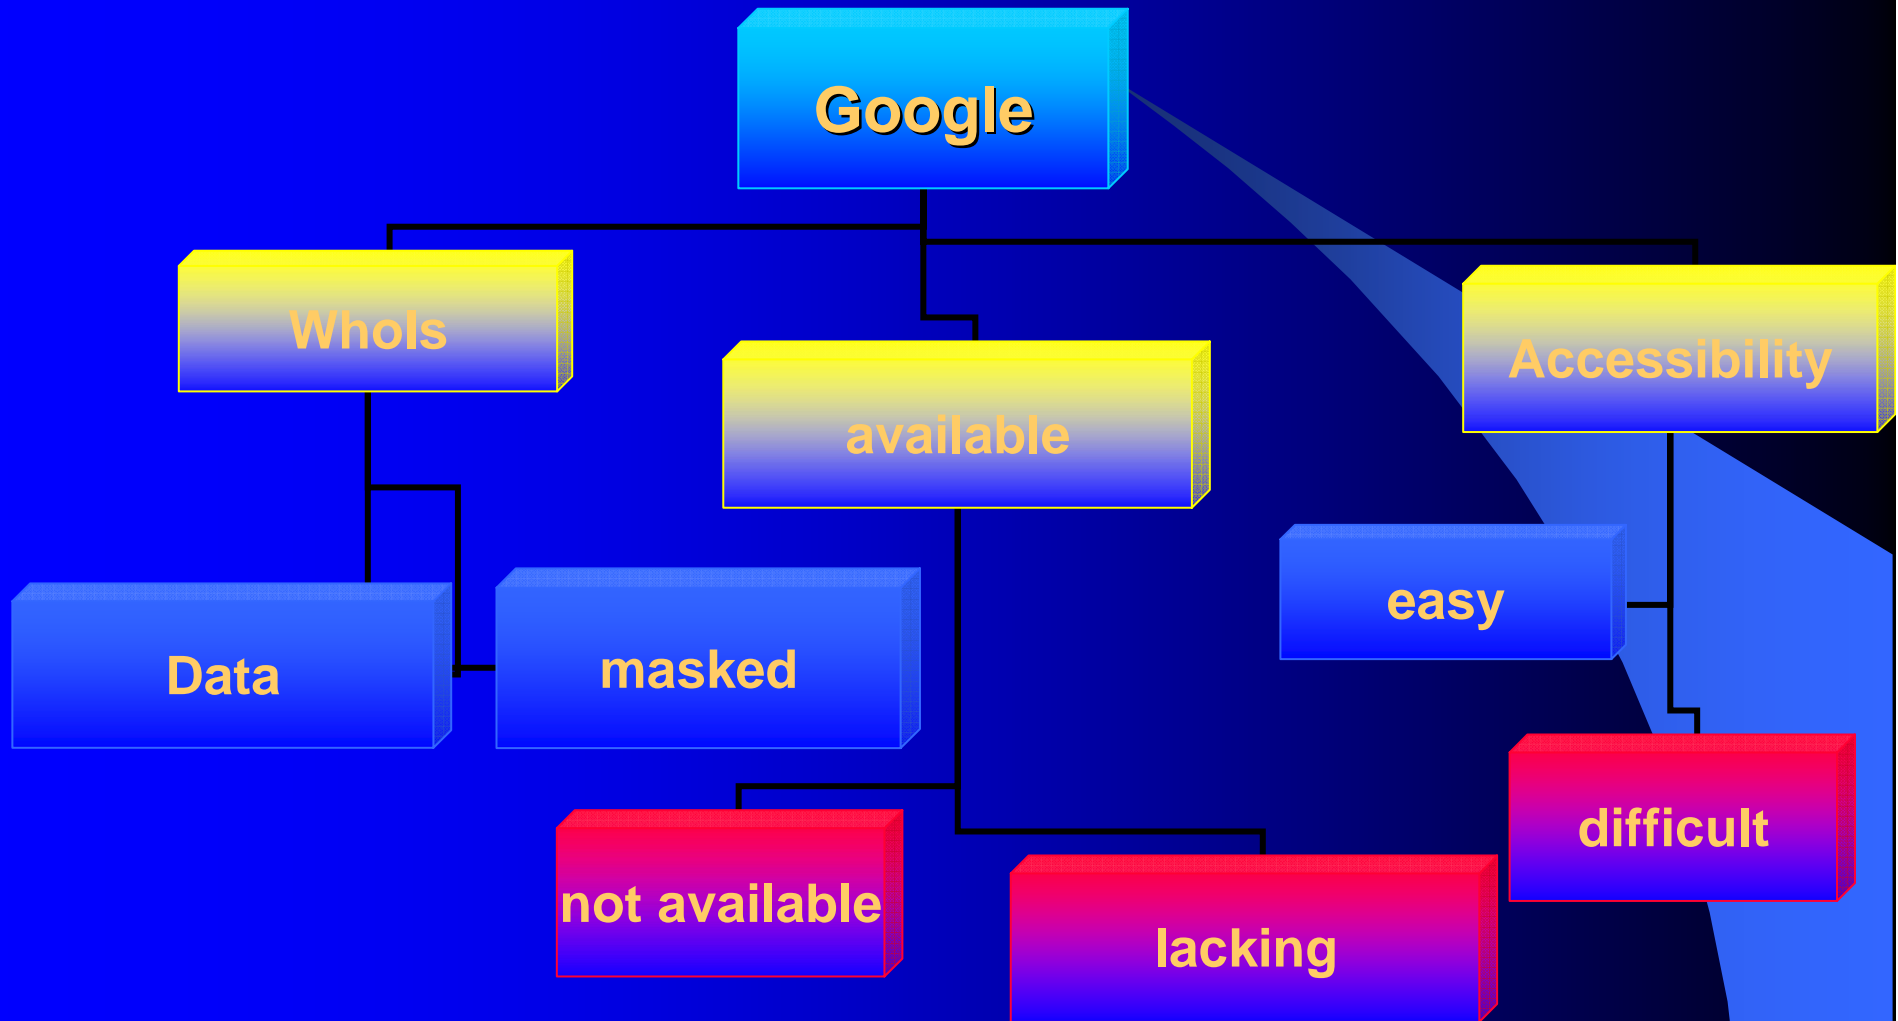 Google
WhoIs
available
Accessibility
easy
Data
masked
difficult
not available
lacking